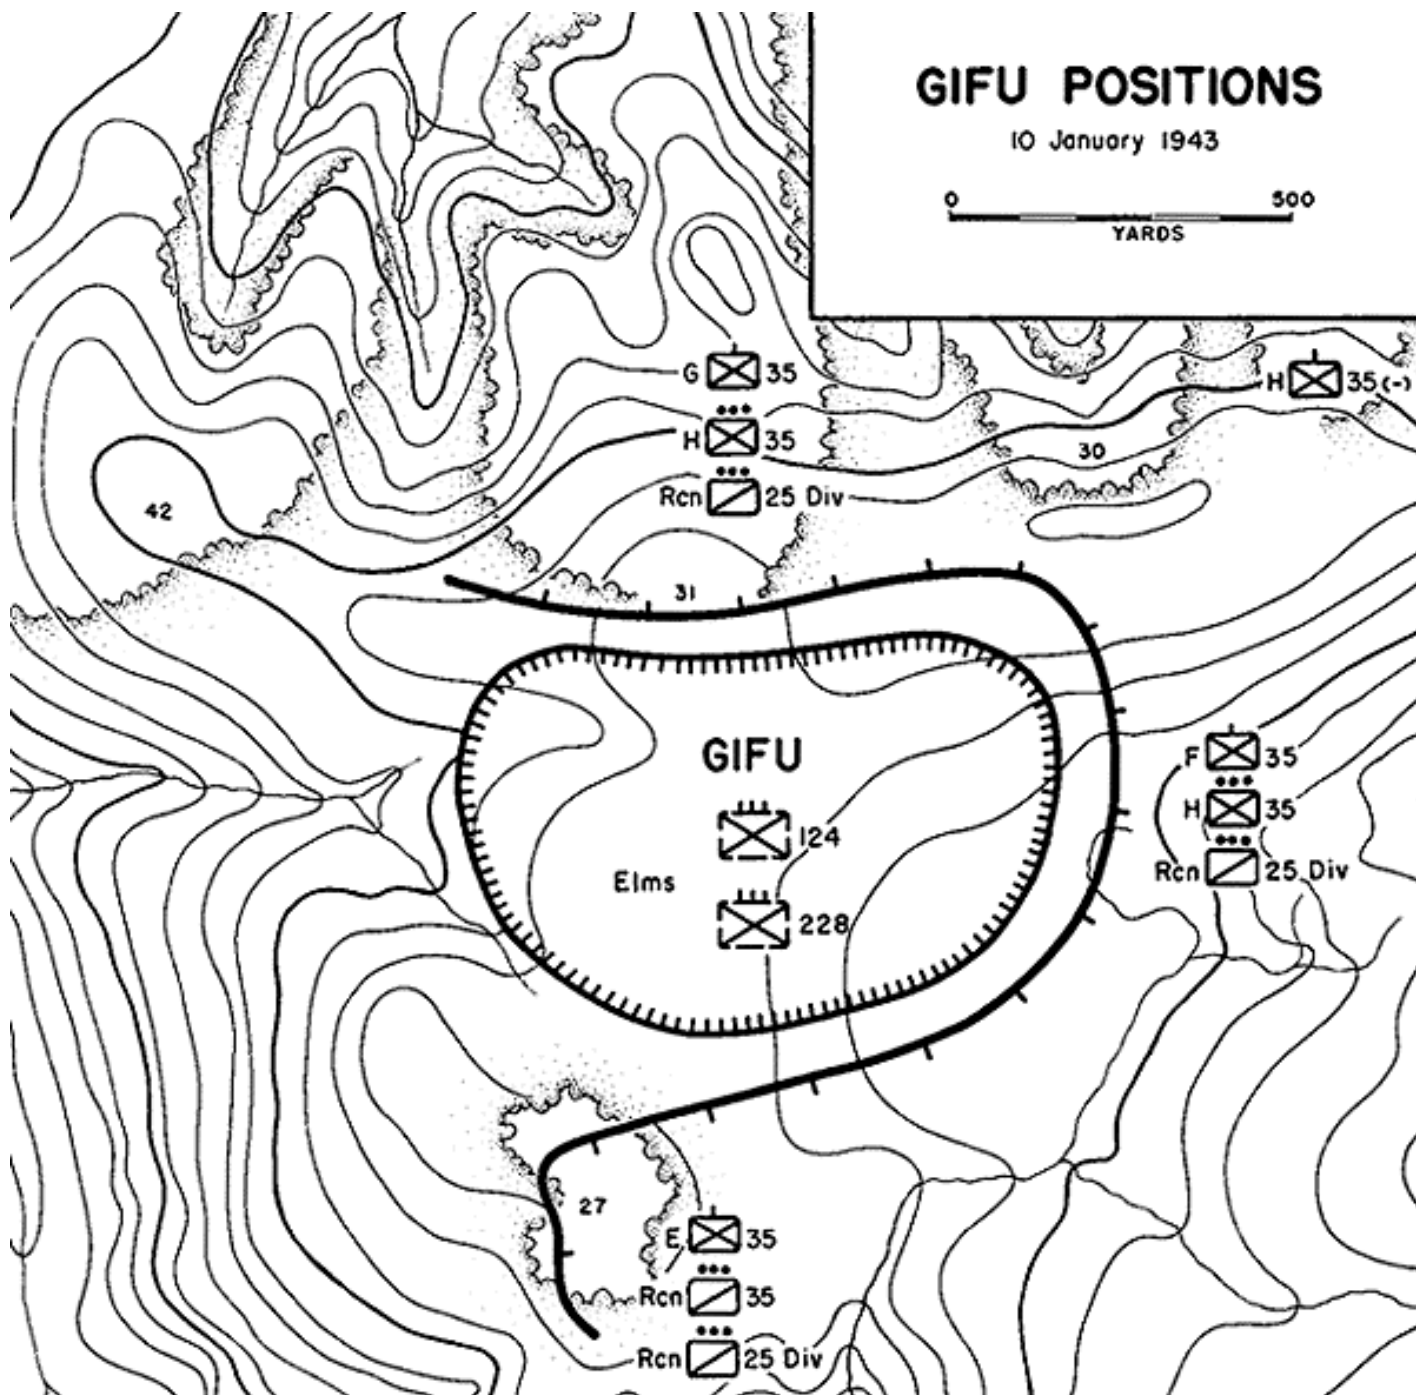 GIFU POSITIONS
10 January 1943
0 500
YARDS
G 35
H 35(-)
H 35
30
Rcn 25 Div
42
31
GIFU
F 35
H 35
124
Rcn 25 Div
Elms
228
27
E 35
Rcn 35
Rcn 25 Div